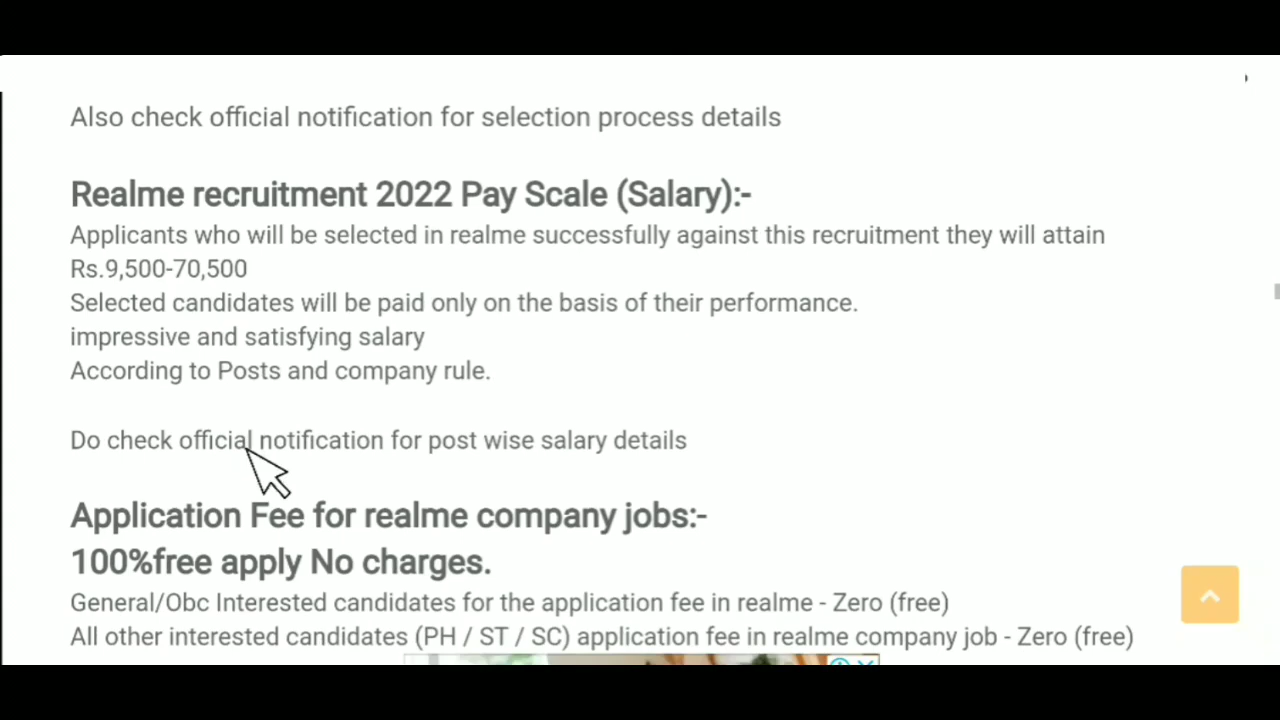 Also check official notification for selection process details
Realme recruitment 2022 Pay Scale (Salary):-
Applicants who will be selected in realme successfully against this recruitment they will attain
Rs.9,500-70,500
Selected candidates will be paid only on the basis of their performance.
impressive and satisfying salary
According to Posts and company rule.
Do check official notification for post wise salary details
Application Fee for realme company jobs:-
100%free apply No charges.
General/Obc Interested candidates for the application fee in realme - Zero (free)
All other interested candidates (PH / ST / SC) application fee in realme company job - Zero (free)